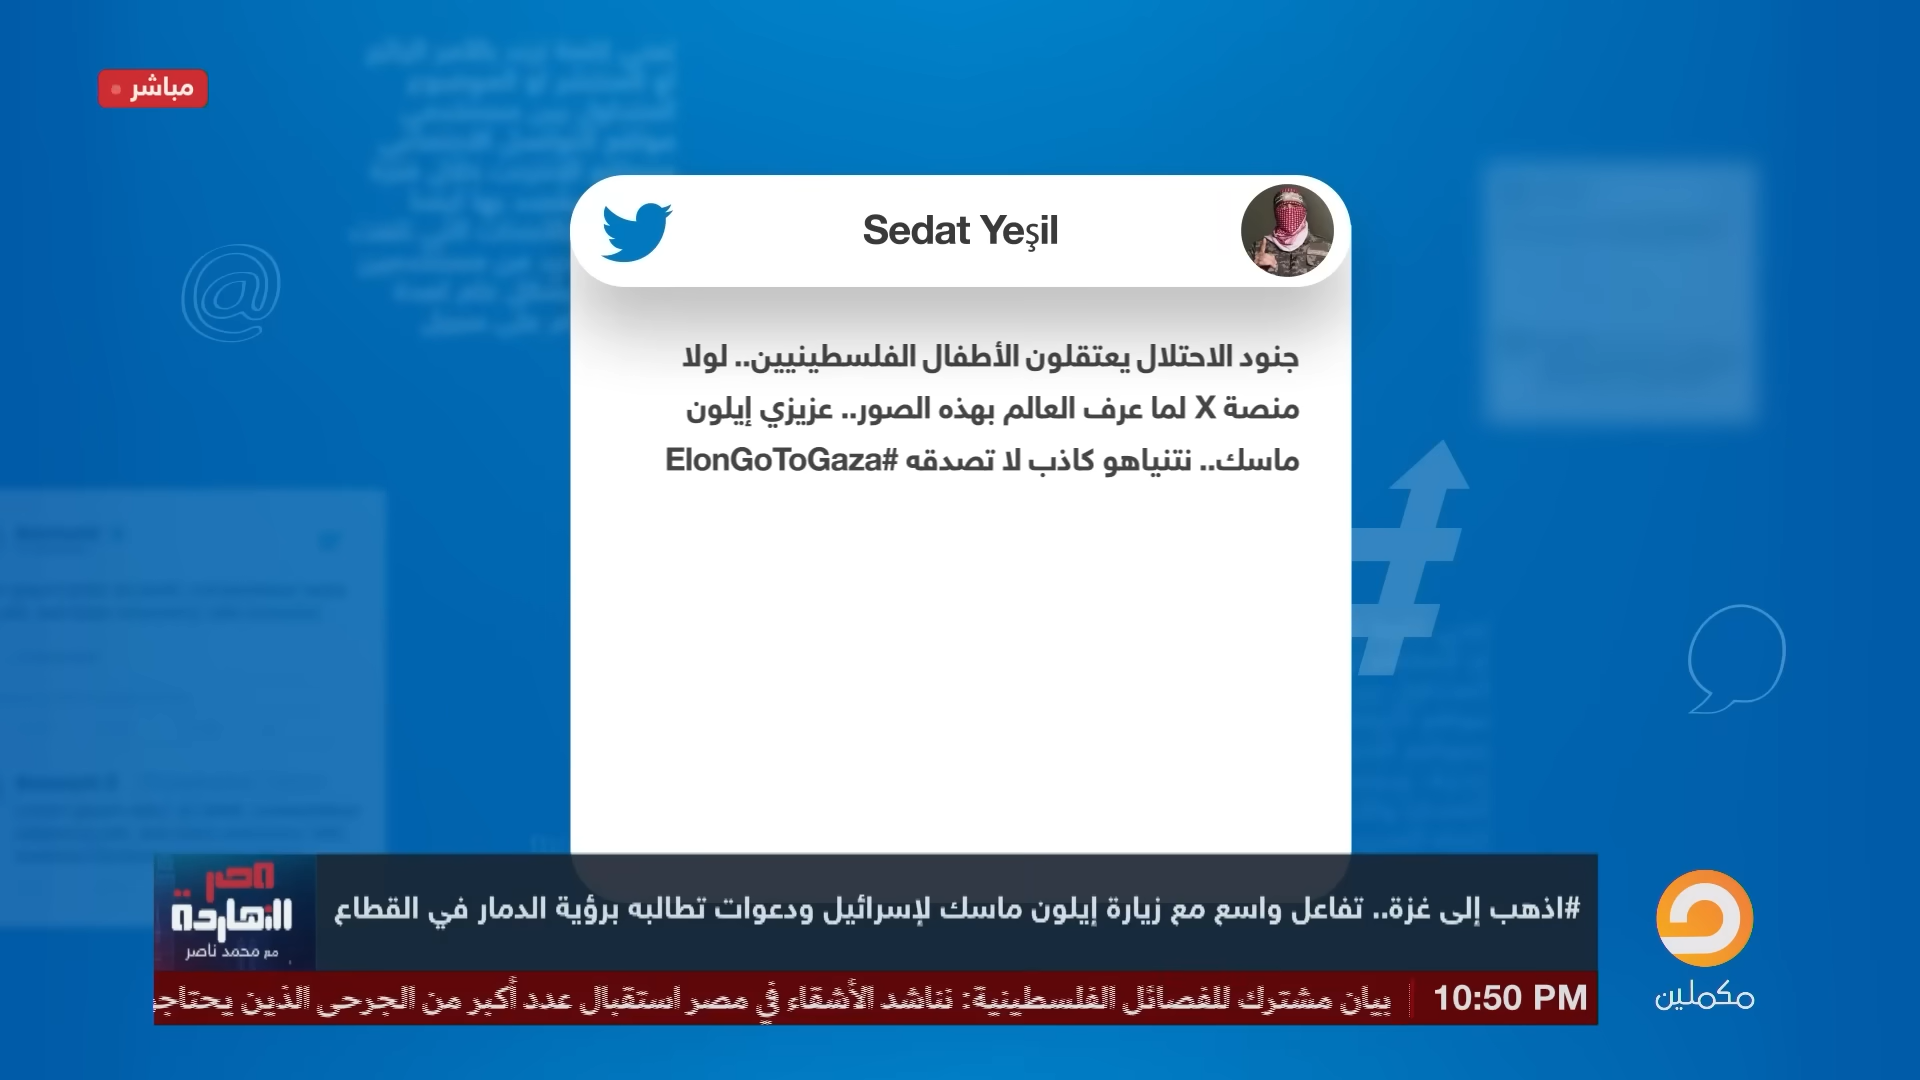 مباشر
Sedat Yeşil
جنود الاحتلال يعتقلون الأطفال الفلسطينيين.. لولا
منصة X لما عرف العالم بهذه الصور.. عزيزي إيلون
ماسك.. نتنياهو كاذب لا تصدقه #ElonGoToGaza
مصر
النهاردة
مع محمد ناصر
#اذهب إلى غزة.. تفاعل واسع مع زيارة إيلون ماسك لإسرائيل ودعوات تطالبه برؤية الدمار في القطاع
10:50 PM
بيان مشترك للفصائل الفلسطينية: نناشد الأشقاء في مصر استقبال عدد أكبر من الجرحى الذين يحتاجو
مكملين